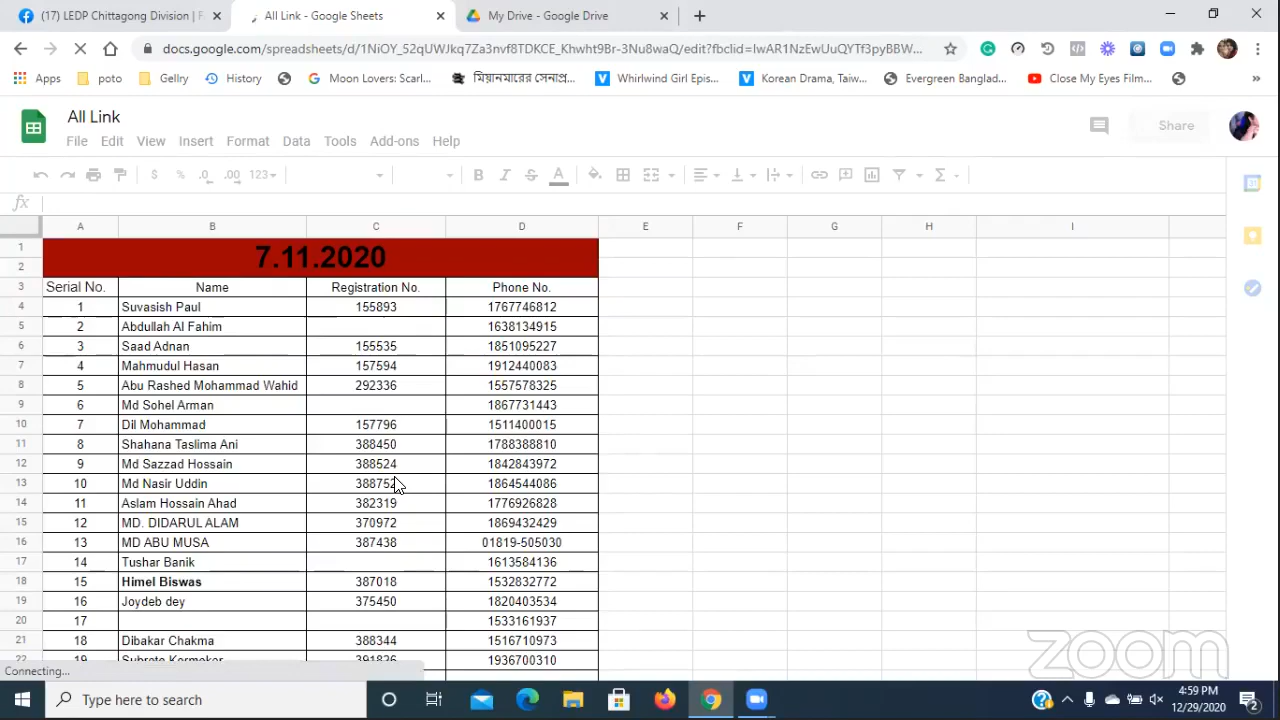 (17) LEDP Chittagong Division | F
All Link - Google Sheets
My Drive - Google Drive
docs.google.com/spreadsheets/d/1NiOY_52qUWJkq7Za3nvf8TDKCE_Khwht9Br-3Nu8waQ/edit?fbclid=IwAR1NzEwUuQYTf3pyBB6W...
Apps
poto
Gellry
History
Moon Lovers: Scarl...
মিয়ানমারের সেনাপ্র...
Whirlwind Girl Epis...
Korean Drama, Taiw...
Evergreen Banglad...
Close My Eyes Film...
All Link
File Edit View Insert Format Data Tools Add-ons Help
Share
$ % .0 .00 123
B I S A
fx
A B C D E F G H I
1 7.11.2020
2
3 Serial No. Name Registration No. Phone No.
4 1 Suvasish Paul 155893 1767746812
5 2 Abdullah Al Fahim 1638134915
6 3 Saad Adnan 155535 1851095227
7 4 Mahmudul Hasan 157594 1912440083
8 5 Abu Rashed Mohammad Wahid 292336 1557578325
9 6 Md Sohel Arman 1867731443
10 7 Dil Mohammad 157796 1511400015
11 8 Shahana Taslima Ani 388450 1788388810
12 9 Md Sazzad Hossain 388524 1842843972
13 10 Md Nasir Uddin 388752 1864544086
14 11 Aslam Hossain Ahad 382319 1776926828
15 12 MD. DIDARUL ALAM 370972 1869432429
16 13 MD ABU MUSA 387438 01819-505030
17 14 Tushar Banik 1613584136
18 15 Himel Biswas 387018 1532832772
19 16 Joydeb dey 375450 1820403534
20 17 1533161937
21 18 Dibakar Chakma 388344 1516710973
22 19 Subrata Karmaker 391826 1936700310
Connecting...
zoom
Type here to search
4:59 PM
12/29/2020
2